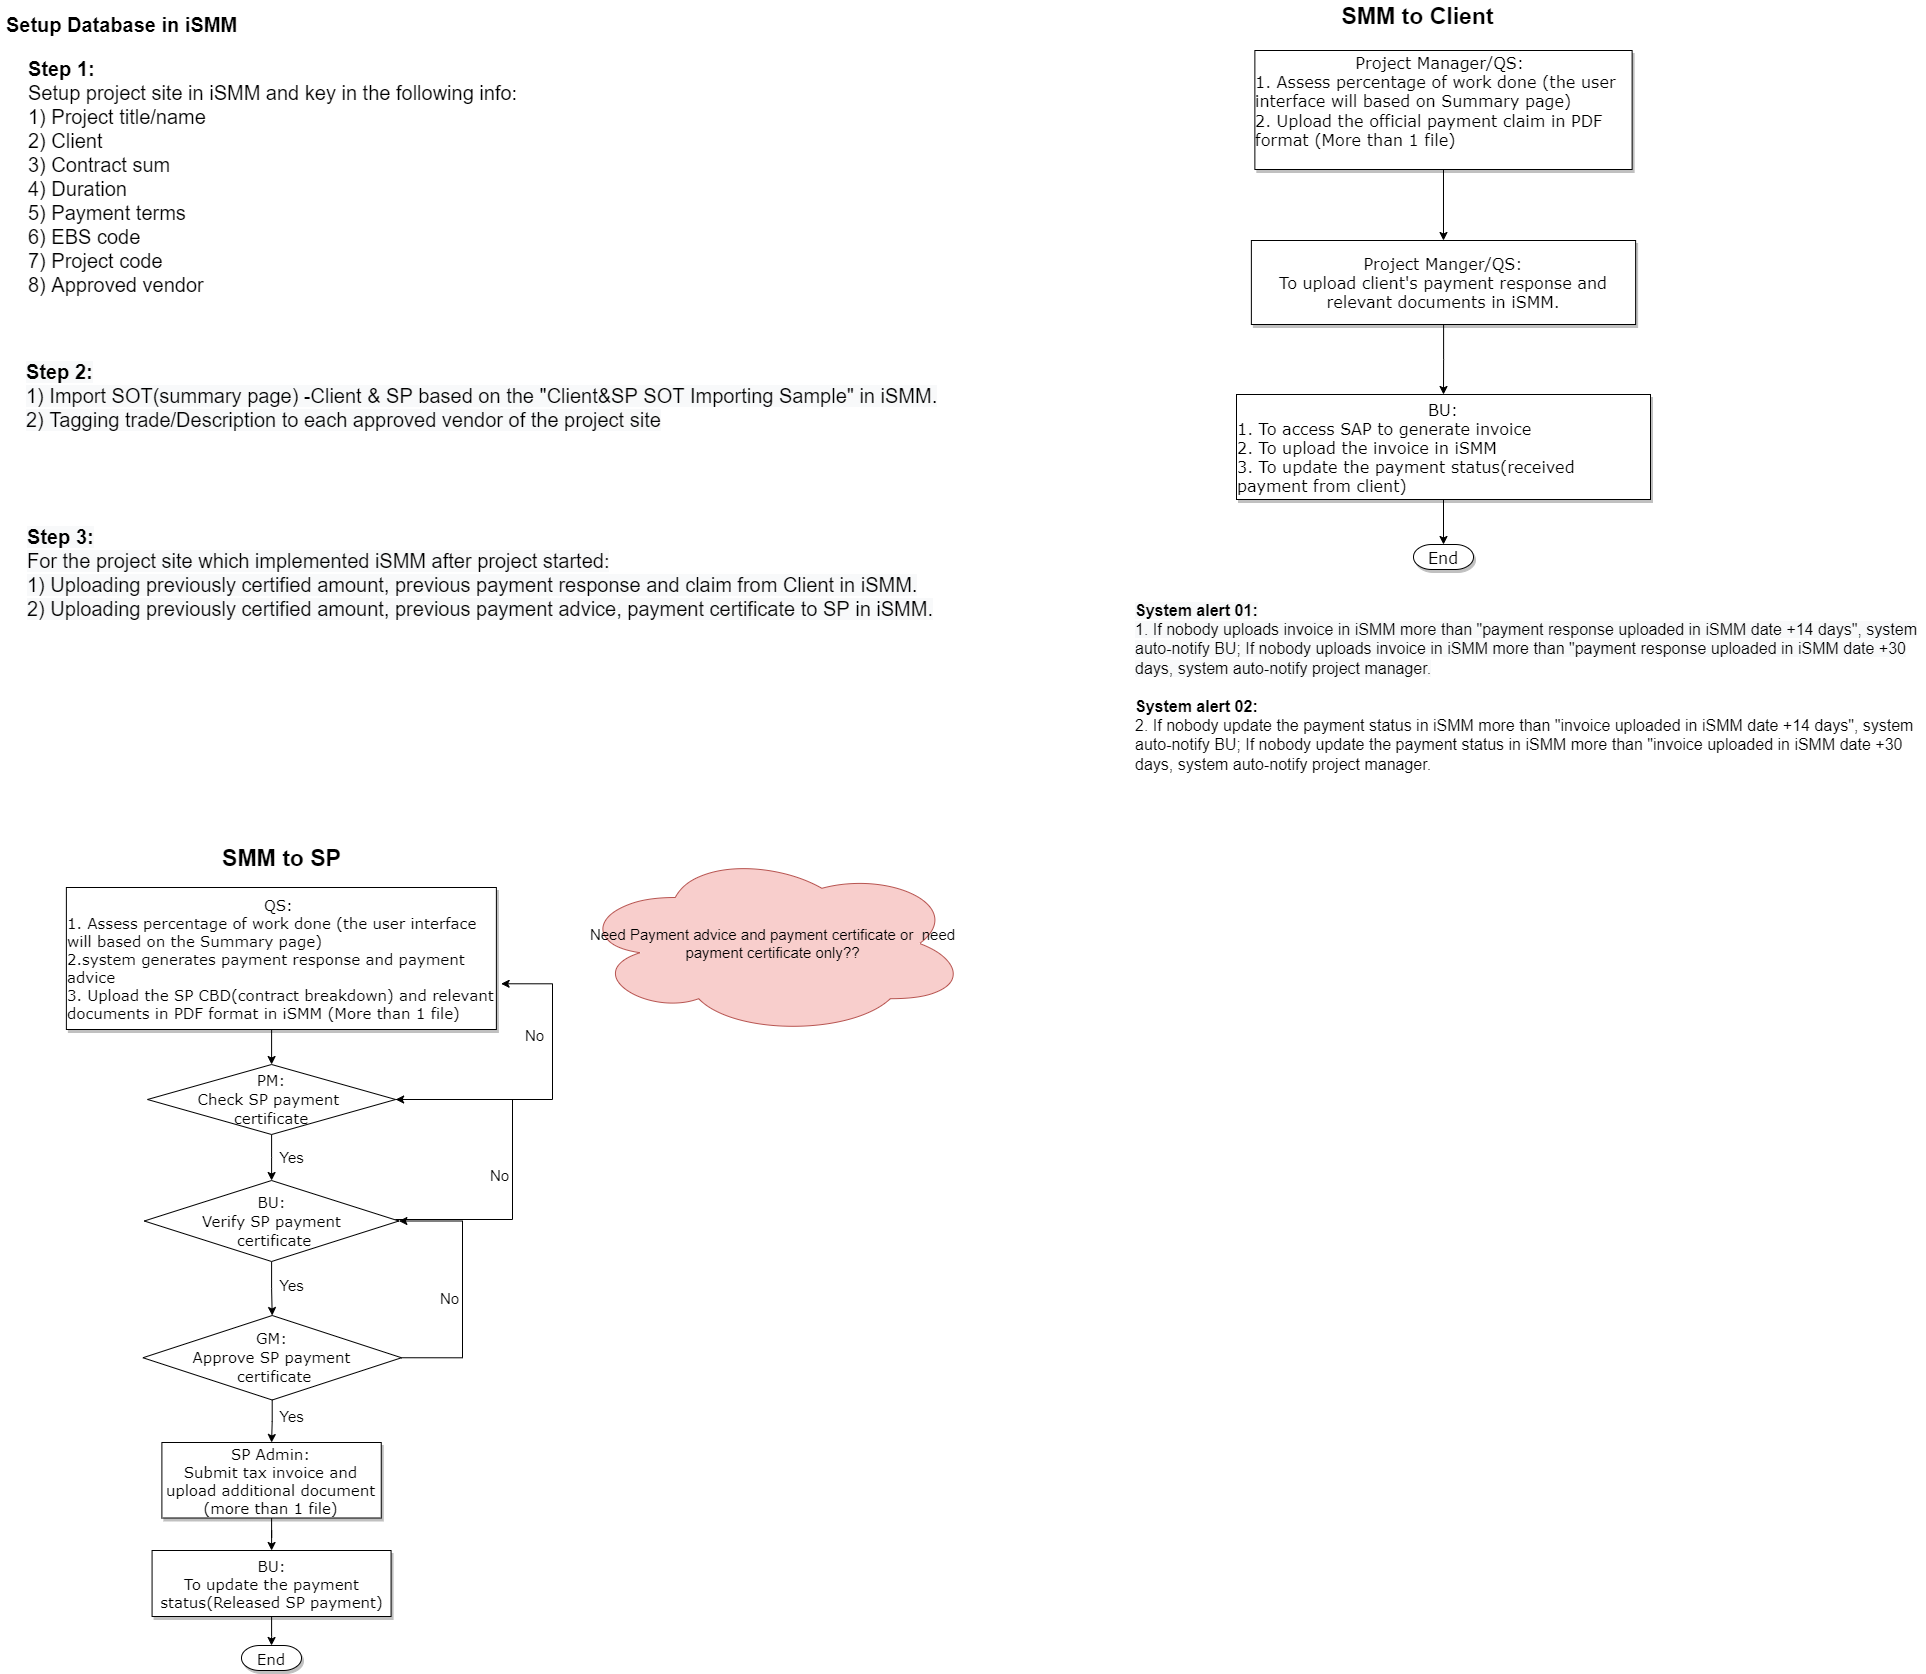 Setup Database in iSMM
Step 1:
Setup project site in iSMM and key in the following info:
1) Project title/name
2) Client
3) Contract sum
4) Duration
5) Payment terms
6) EBS code
7) Project code
8) Approved vendor
Step 2:
1) Import SOT(summary page) -Client & SP based on the "Client&SP SOT Importing Sample" in iSMM.
2) Tagging trade/Description to each approved vendor of the project site
Step 3:
For the project site which implemented iSMM after project started:
1) Uploading previously certified amount, previous payment response and claim from Client in iSMM.
2) Uploading previously certified amount, previous payment advice, payment certificate to SP in iSMM.
SMM to Client
Project Manager/QS:
1. Assess percentage of work done (the user
interface will based on Summary page)
2. Upload the official payment claim in PDF
format (More than 1 file)
Project Manger/QS:
To upload client's payment response and
relevant documents in iSMM.
BU:
1. To access SAP to generate invoice
2. To upload the invoice in iSMM
3. To update the payment status(received
payment from client)
End
System alert 01:
1. If nobody uploads invoice in iSMM more than "payment response uploaded in iSMM date +14 days", system
auto-notify BU; If nobody uploads invoice in iSMM more than "payment response uploaded in iSMM date +30
days, system auto-notify project manager.
System alert 02:
2. If nobody update the payment status in iSMM more than "invoice uploaded in iSMM date +14 days", system
auto-notify BU; If nobody update the payment status in iSMM more than "invoice uploaded in iSMM date +30
days, system auto-notify project manager.
SMM to SP
QS:
1. Assess percentage of work done (the user interface
will based on the Summary page)
2.system generates payment response and payment
advice
3. Upload the SP CBD(contract breakdown) and relevant
documents in PDF format in iSMM (More than 1 file)
No
PM:
Check SP payment
certificate
Yes
No
BU:
Verify SP payment
certificate
Yes
No
GM:
Approve SP payment
certificate
Yes
SP Admin:
Submit tax invoice and
upload additional document
(more than 1 file)
BU:
To update the payment
status(Released SP payment)
End
Need Payment advice and payment certificate or need
payment certificate only??